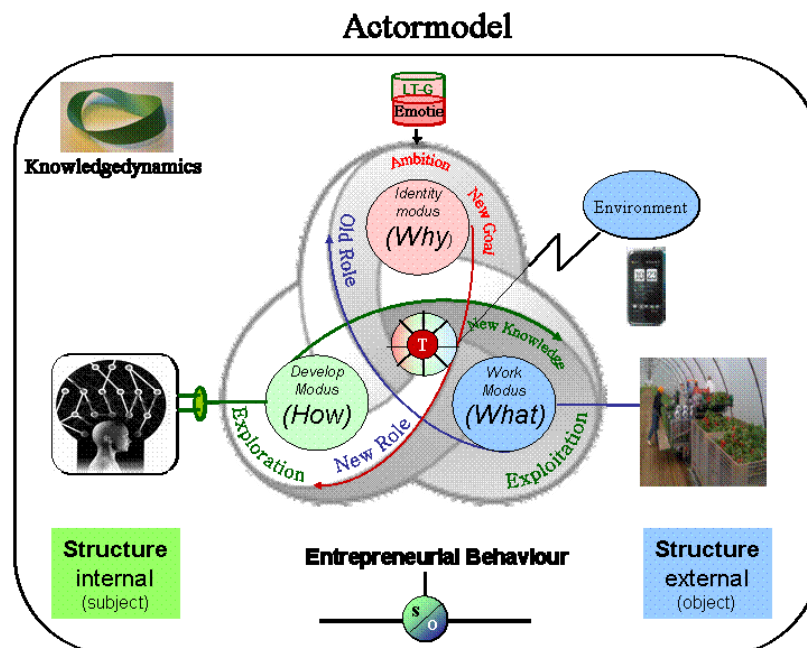 Actormodel
LT-G
Emotie
Knowledgedynamics
Ambition
Identity
modus
(Why)
New Goal
Old Role
Environment
T
New Knowledge
Develop
Modus
(How)
Work
Modus
(What)
Exploration
New Role
Exploitation
Structure
internal
(subject)
Entrepreneurial Behaviour
S
O
Structure
external
(object)